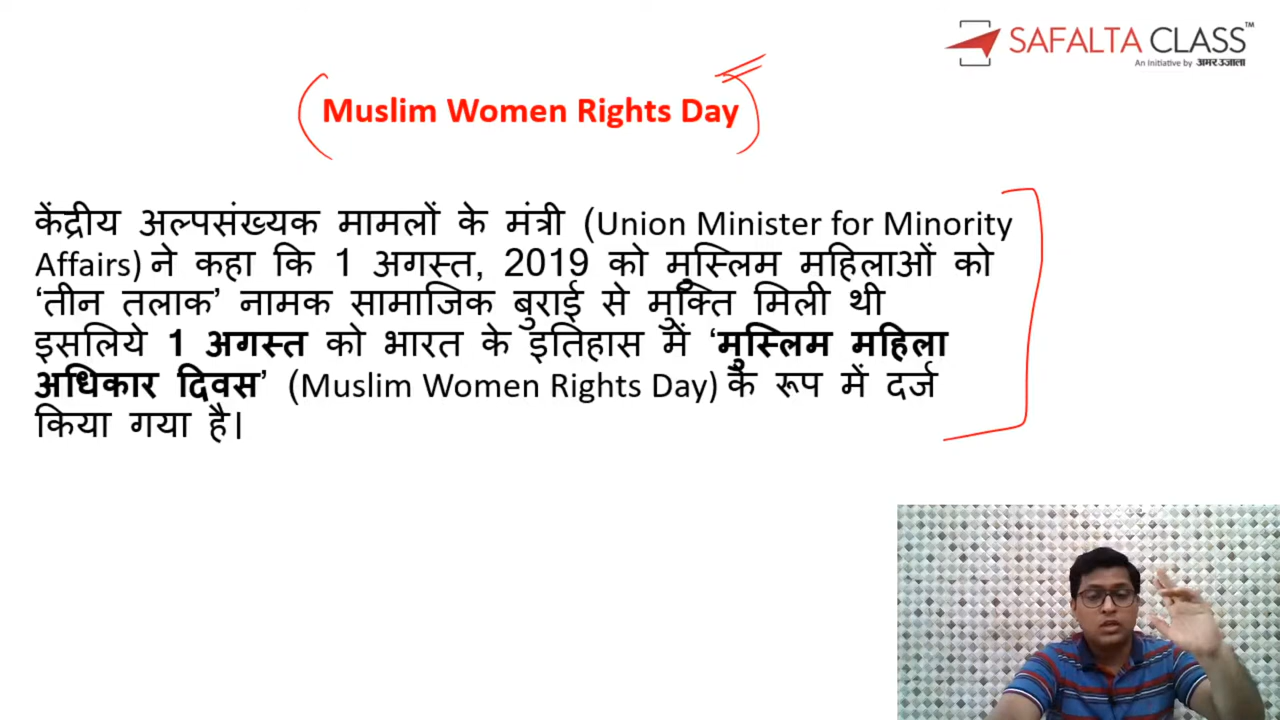 SAFALTA CLASS™
An Initiative by अमर उजाला
Muslim Women Rights Day
केंद्रीय अल्पसंख्यक मामलों के मंत्री (Union Minister for Minority
Affairs) ने कहा कि 1 अगस्त, 2019 को मुस्लिम महिलाओं को
‘तीन तलाक’ नामक सामाजिक बुराई से मुक्ति मिली थी
इसलिये 1 अगस्त को भारत के इतिहास में ‘मुस्लिम महिला
अधिकार दिवस’ (Muslim Women Rights Day) के रूप में दर्ज
किया गया है।